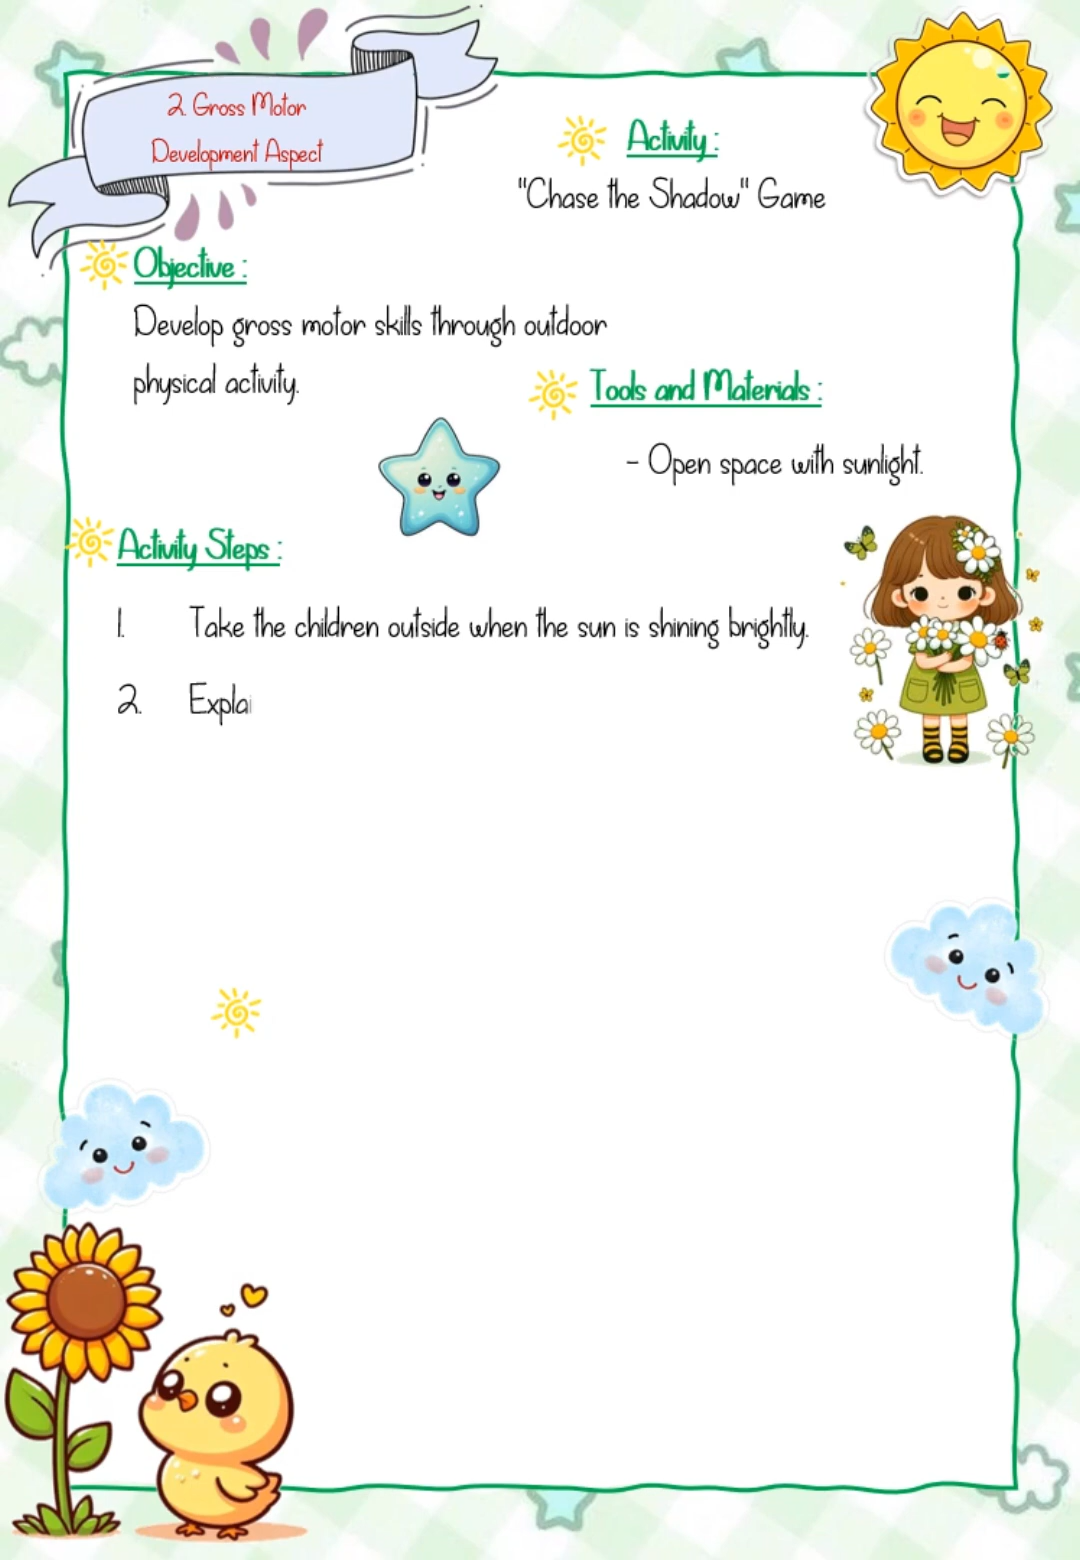 2. Gross Motor
Development Aspect
Activity :
"Chase the Shadow" Game
Objective :
Develop gross motor skills through outdoor
physical activity.
Tools and Materials :
- Open space with sunlight.
Activity Steps :
1. Take the children outside when the sun is shining brightly.
2. Explai